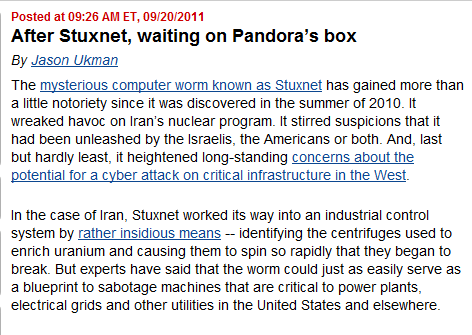 Posted at 09:26 AM ET, 09/20/2011
After Stuxnet, waiting on Pandora's box
By Jason Ukman
The mysterious computer worm known as Stuxnet has gained more than
a little notoriety since it was discovered in the summer of 2010. It
wreaked havoc on Iran's nuclear program. It stirred suspicions that it
had been unleashed by the Israelis, the Americans or both. And, last
but hardly least, it heightened long-standing concerns about the
potential for a cyber attack on critical infrastructure in the West.
In the case of Iran, Stuxnet worked its way into an industrial control
system by rather insidious means -- identifying the centrifuges used to
enrich uranium and causing them to spin so rapidly that they began to
break. But experts have said that the worm could just as easily serve as
a blueprint to sabotage machines that are critical to power plants,
electrical grids and other utilities in the United States and elsewhere.